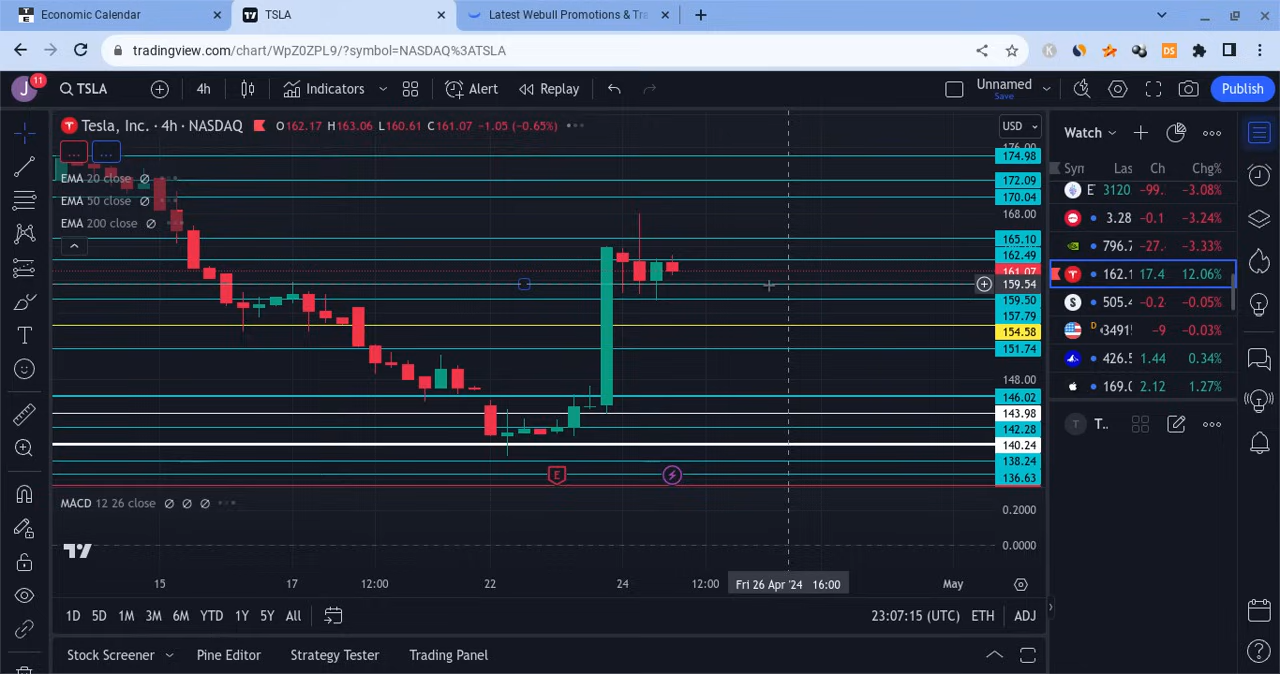 Economic Calendar
TSLA
Latest Webull Promotions & Tra
tradingview.com/chart/WpZ0ZPL9/?symbol=NASDAQ%3ATSLA
J 11 TSLA 4h Indicators Alert Replay Unnamed Save Publish
Tesla, Inc. · 4h · NASDAQ O162.17 H163.06 L160.61 C161.07 −1.05 (−0.65%)
USD
EMA 20 close
EMA 50 close
EMA 200 close
176.00
174.98
172.09
170.04
168.00
165.10
162.49
161.07
159.54
159.50
157.79
154.58
151.74
148.00
146.02
143.98
142.28
140.24
138.24
136.63
E
MACD 12 26 close
0.2000
0.0000
15 17 12:00 22 24 12:00 Fri 26 Apr '24 16:00 May
1D 5D 1M 3M 6M YTD 1Y 5Y All 23:07:15 (UTC) ETH ADJ
Stock Screener Pine Editor Strategy Tester Trading Panel
Watch
Syn Las Ch Chg%
E 3120 −99. −3.08%
3.28 −0.1 −3.24%
796.7 −27. −3.33%
162.1 17.4 12.06%
S 505.4 −0.2 −0.05%
D 3491 −9 −0.03%
426.5 1.44 0.34%
169.0 2.12 1.27%
T T..